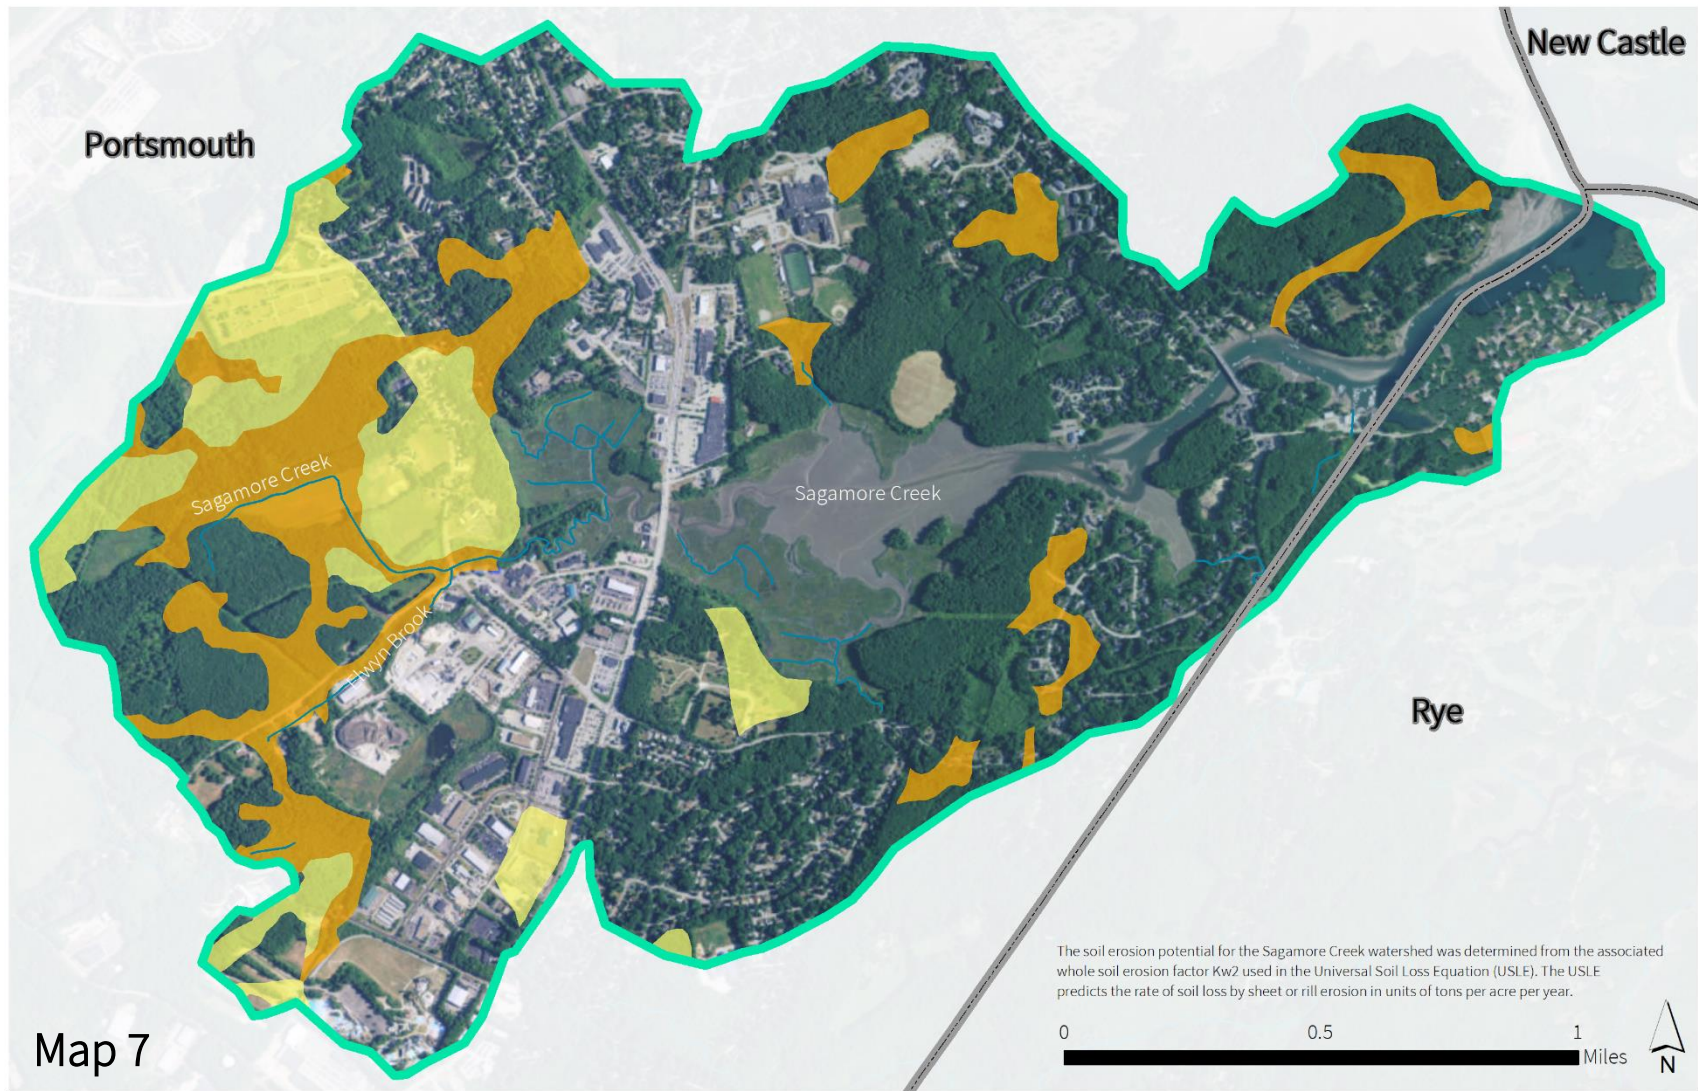 New Castle
Portsmouth
Sagamore Creek
Sagamore Creek
Elwyn Brook
Rye
The soil erosion potential for the Sagamore Creek watershed was determined from the associated
whole soil erosion factor Kw2 used in the Universal Soil Loss Equation (USLE). The USLE
predicts the rate of soil loss by sheet or rill erosion in units of tons per acre per year.
0 0.5 1
Miles
N
Map 7